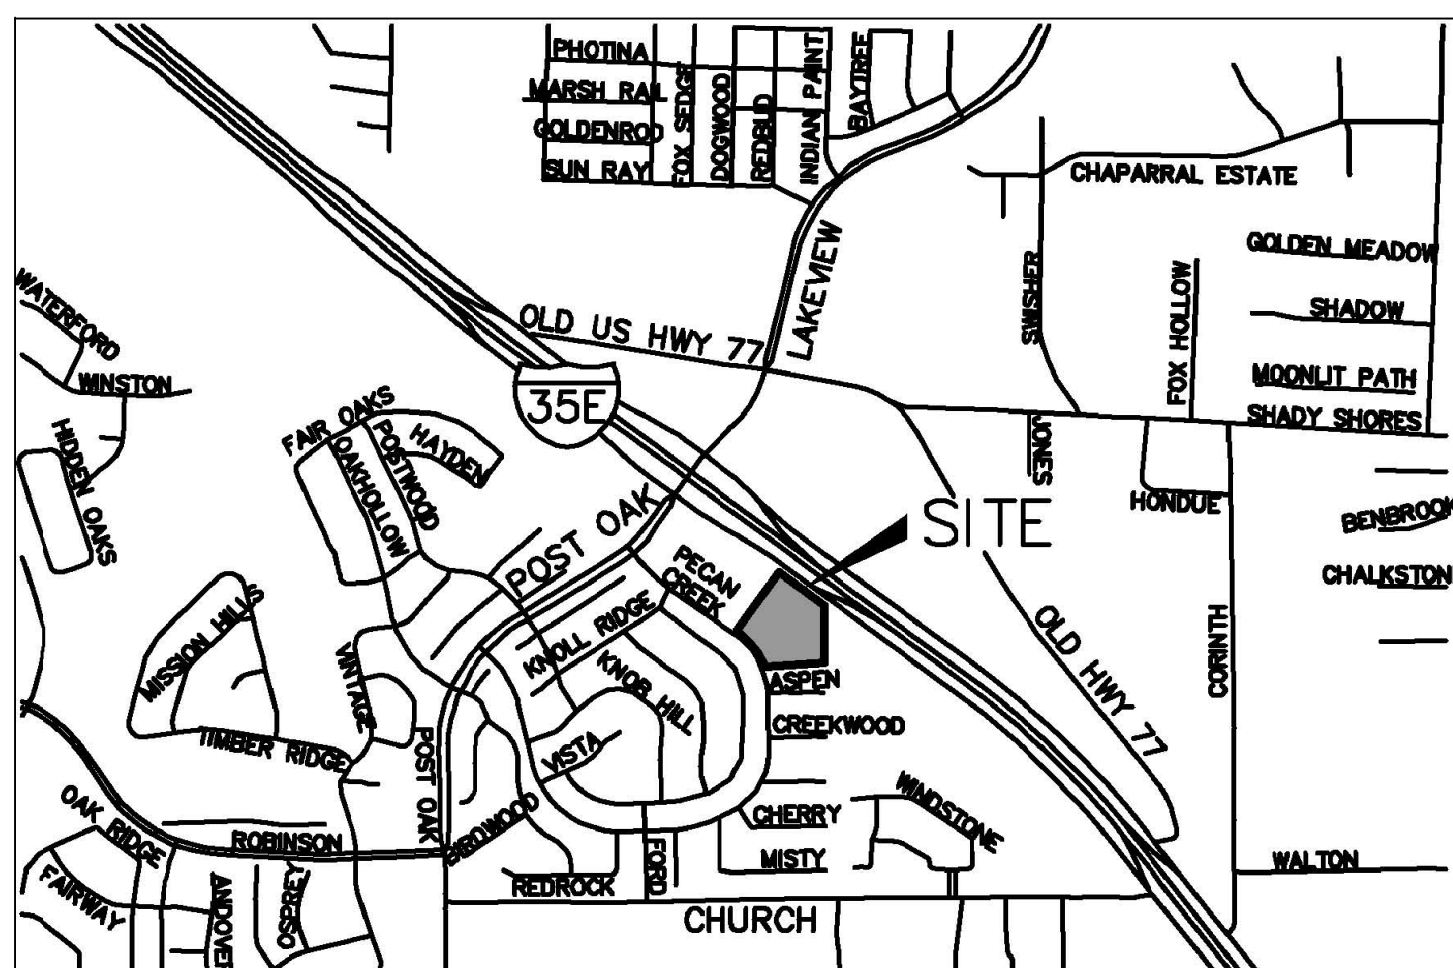 PHOTINA
MARSH RAIL
GOLDENROD
SUN RAY
FOX SEDGE
DOGWOOD
REDBUD
INDIAN PAINT
BAYTREE
CHAPARRAL ESTATE
LAKEVIEW
SWISHER
GOLDEN MEADOW
FOX HOLLOW
SHADOW
MOONLIT PATH
SHADY SHORES
WATERFORD
WINSTON
OLD US HWY 77
35E
FAIR OAKS
HAYDEN
POSTWOOD
OAKHOLLOW
HIDDEN OAKS
JONES
HONDUE
BENBROOK
CHALKSTON
POST OAK
SITE
PECAN
CREEK
MISSION HILLS
KNOLL RIDGE
KNOB HILL
VINTAGE
ASPEN
CREEKWOOD
OLD HWY 77
CORINTH
TIMBER RIDGE
VISTA
POST OAK
OAK RIDGE
ROBINSON
BIRDWOOD
CHERRY
WINDSTONE
MISTY
WALTON
FAIRWAY
ANDOVER
OSPREY
REDROCK
FORD
CHURCH